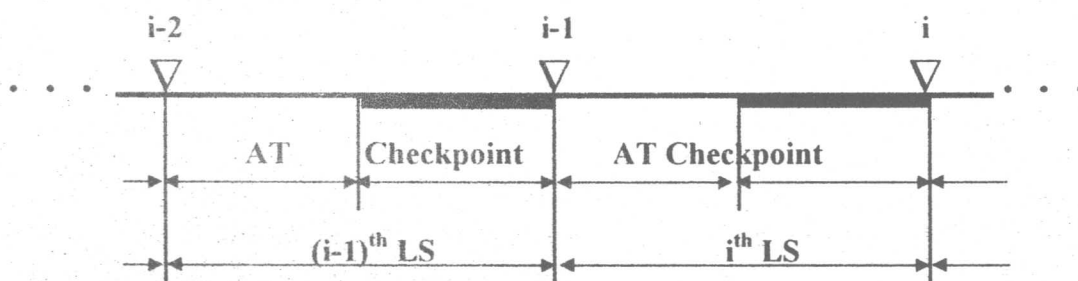 i-2 i-1 i
AT Checkpoint AT Checkpoint
(i-1)th LS ith LS